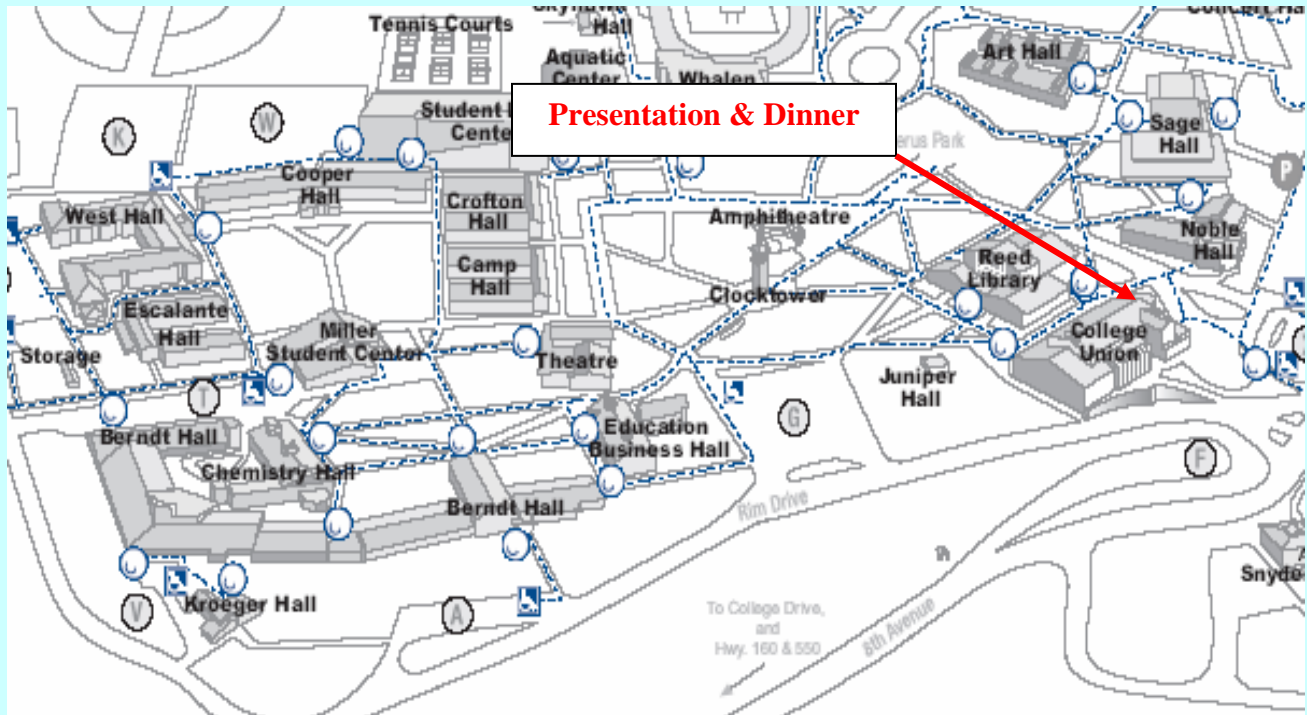 Tennis Courts
Hall
Aquatic
Center
Whalen
Art Hall
Presentation & Dinner
Student
K
W
Sage
Hall
P
Cooper
Hall
Crofton
Hall
Park
West Hall
Amphitheatre
Noble
Hall
Camp
Hall
Reed
Library
Clocktower
Escalante
Hall
Miller
Student Center
Storage
Theatre
College
Union
Juniper
Hall
T
G
Berndt Hall
Education
Business Hall
Chemistry Hall
F
Berndt Hall
Rim Drive
Kroeger Hall
V
A
To College Drive,
and
Hwy. 160 & 550
8th Avenue